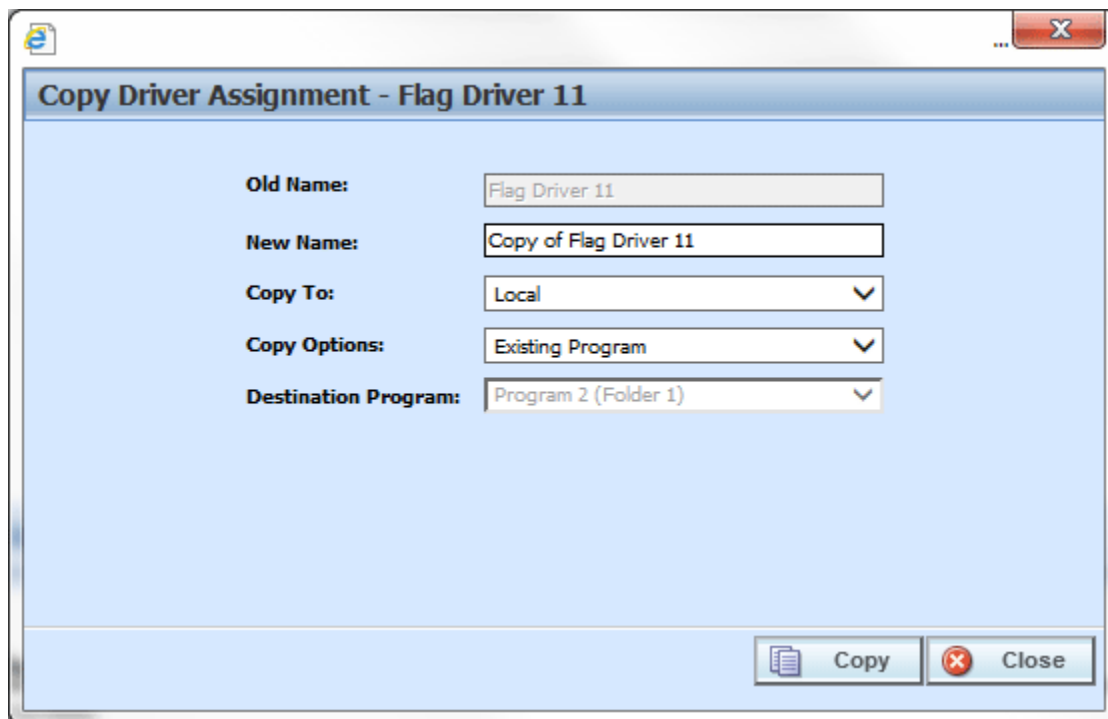 ...
Copy Driver Assignment - Flag Driver 11
Old Name: Flag Driver 11
New Name: Copy of Flag Driver 11
Copy To: Local
Copy Options: Existing Program
Destination Program: Program 2 (Folder 1)
Copy Close